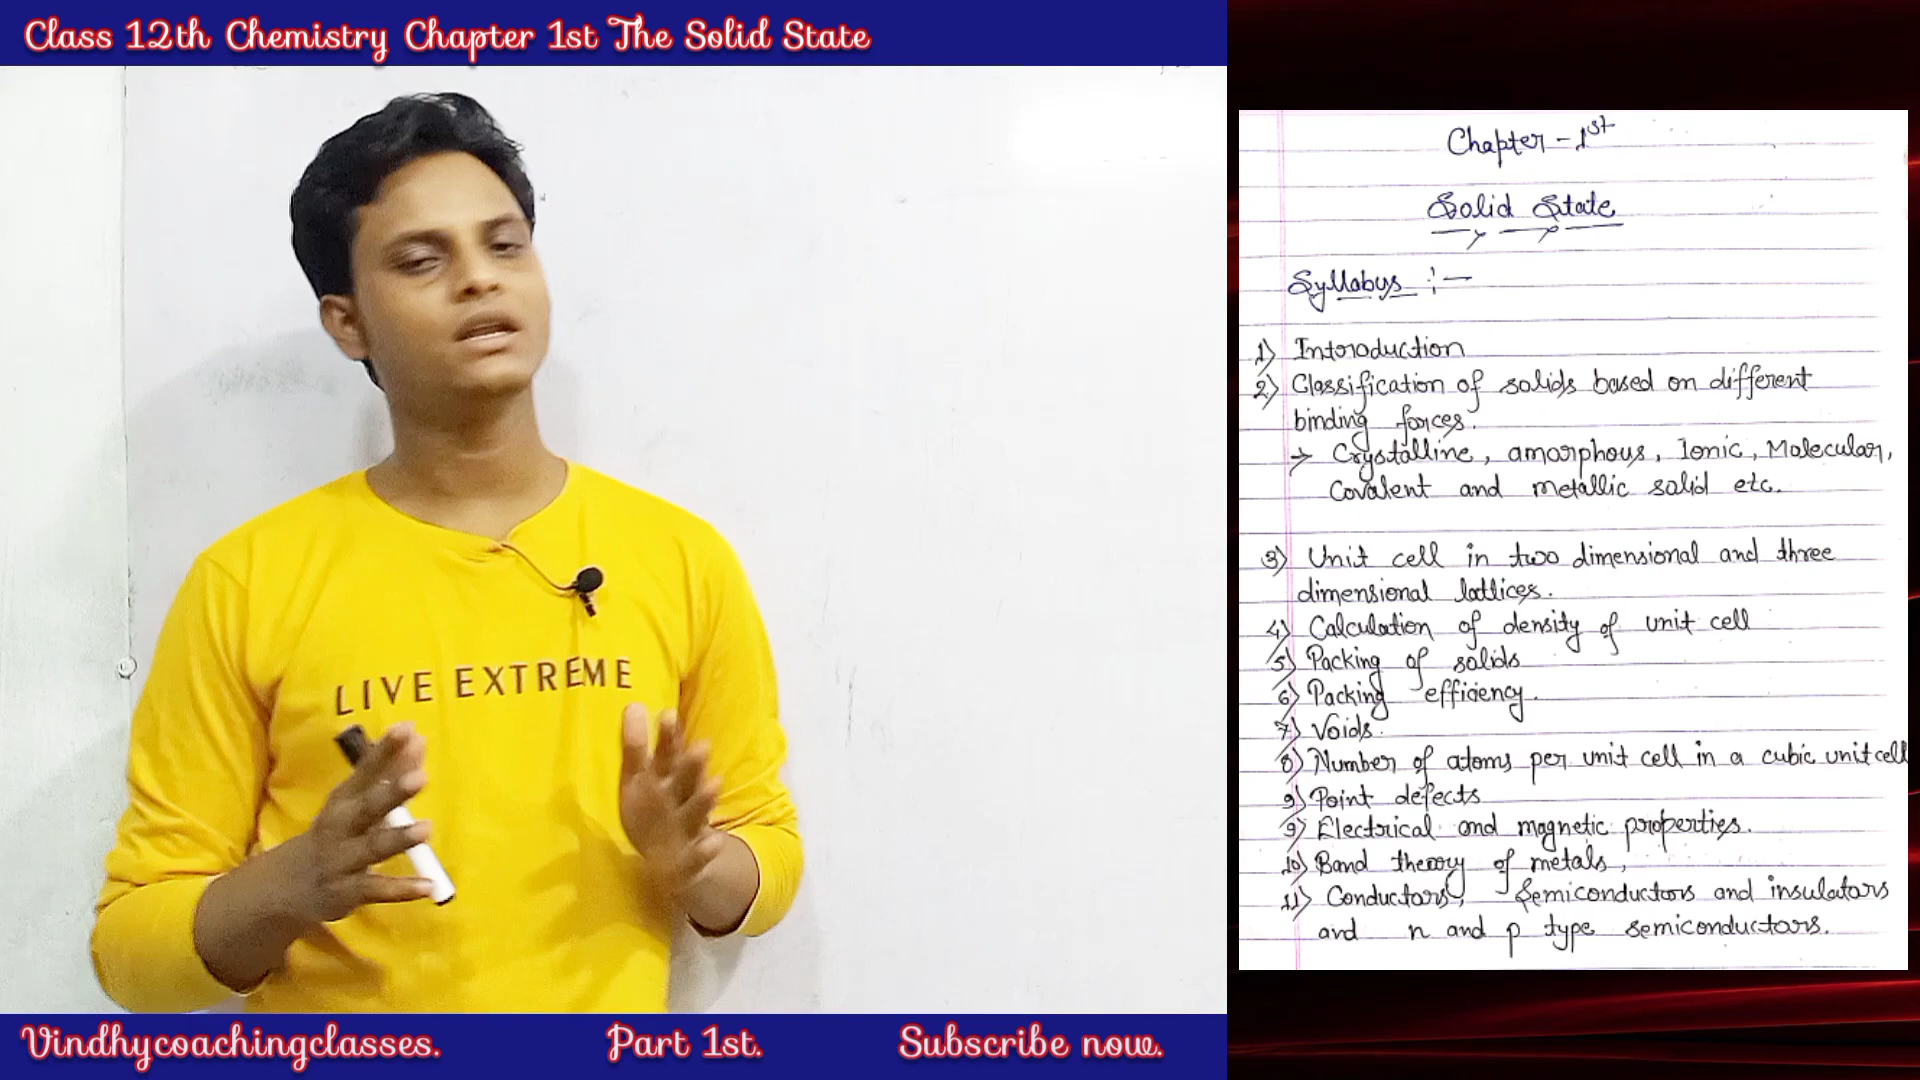 Class 12th Chemistry Chapter 1st The Solid State
LIVE EXTREME
Vindhycoachingclasses. Part 1st. Subscribe now.
Chapter - 1st
Solid State
Syllabus :-
1) Introduction
2) Classification of solids based on different
binding forces.
→ Crystalline, amorphous, Ionic, Molecular,
Covalent and metallic solid etc.
3) Unit cell in two dimensional and three
dimensional lattices.
4) Calculation of density of unit cell
5) Packing of solids
6) Packing efficiency.
7) Voids.
8) Number of atoms per unit cell in a cubic unit cell
9) Point defects
9) Electrical and magnetic properties.
10) Band theory of metals,
11) Conductors, Semiconductors and insulators
and n and p type semiconductors.